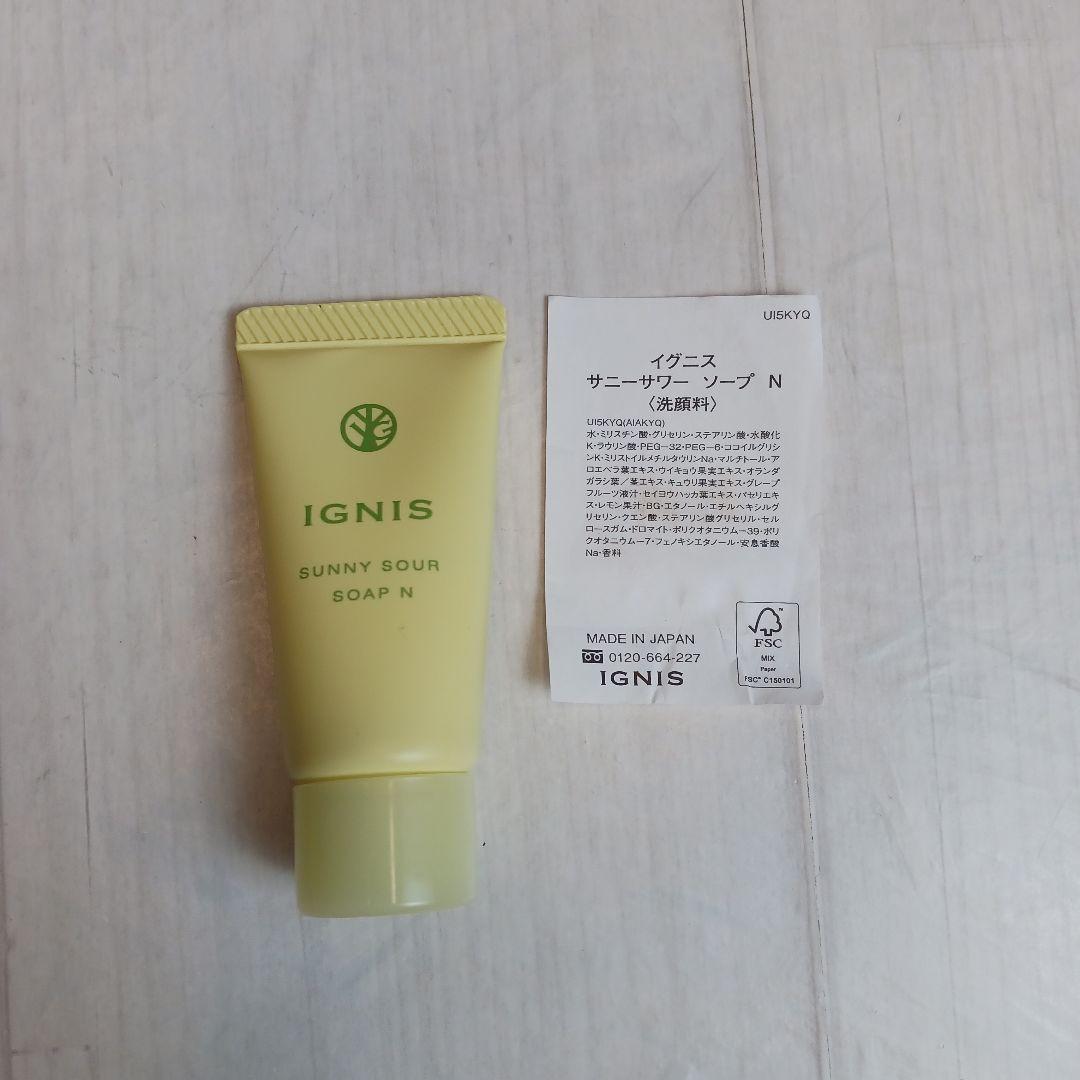 IGNIS
SUNNY SOUR
SOAP N
UI5KYQ
イグニス
サニーサワー ソープ N
〈洗顔料〉
UI5KYQ(AIAKYQ)
水・ミリスチン酸・グリセリン・ステアリン酸・水酸化
K・ラウリン酸・PEG－32・PEG－6・ココイルグリシ
ンK・ミリストイルメチルタウリンNa・マルチトール・ア
ロエベラ葉エキス・ウイキョウ果実エキス・オランダ
ガラシ葉／茎エキス・キュウリ果実エキス・グレープ
フルーツ液汁・セイヨウハッカ葉エキス・パセリエキ
ス・レモン果汁・BG・エタノール・エチルヘキシルグ
リセリン・クエン酸・ステアリン酸グリセリル・セル
ロースガム・ドロマイト・ポリクオタニウム－39・ポリ
クオタニウム－7・フェノキシエタノール・安息香酸
Na・香料
MADE IN JAPAN
0120-664-227
IGNIS
FSC™
MIX
Paper
FSC® C150101